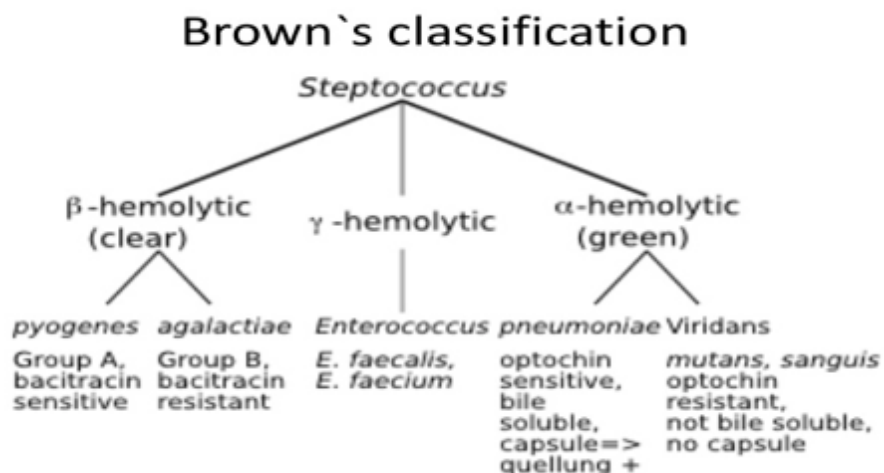 Brown`s classification
Steptococcus
β-hemolytic
(clear)
γ -hemolytic
α-hemolytic
(green)
pyogenes
Group A,
bacitracin
sensitive
agalactiae
Group B,
bacitracin
resistant
Enterococcus
E. faecalis,
E. faecium
pneumoniae
optochin
sensitive,
bile
soluble,
capsule=>
quellung +
Viridans
mutans, sanguis
optochin
resistant,
not bile soluble,
no capsule